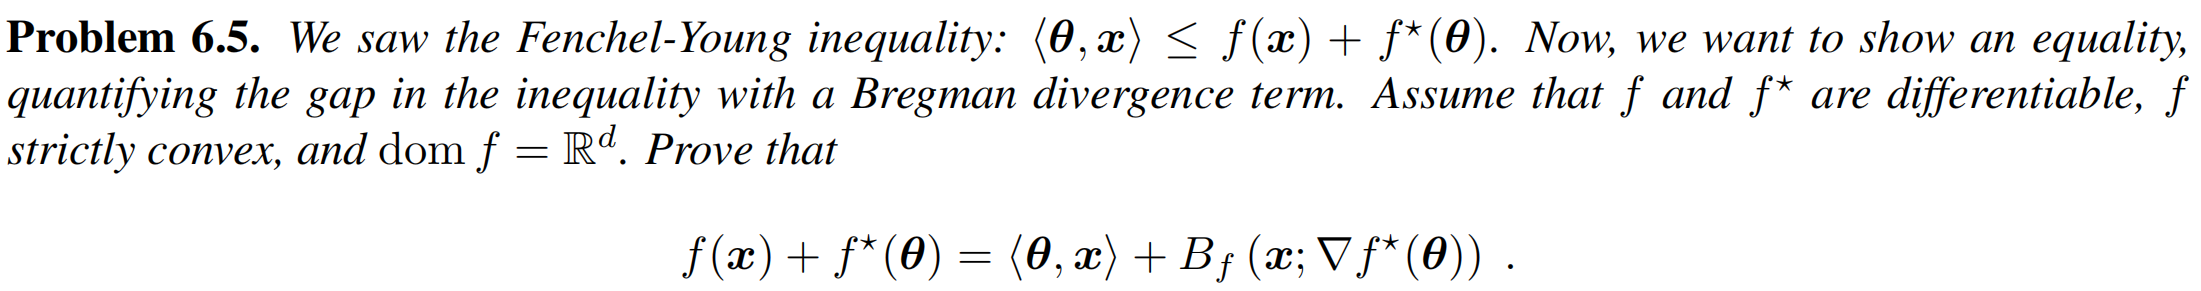 Problem 6.5. We saw the Fenchel-Young inequality: ⟨θ, x⟩ ≤ f(x) + f⋆(θ). Now, we want to show an equality,
quantifying the gap in the inequality with a Bregman divergence term. Assume that f and f⋆ are differentiable, f
strictly convex, and dom f = ℝᵈ. Prove that
f(x) + f⋆(θ) = ⟨θ, x⟩ + B_f (x; ∇f⋆(θ)) .